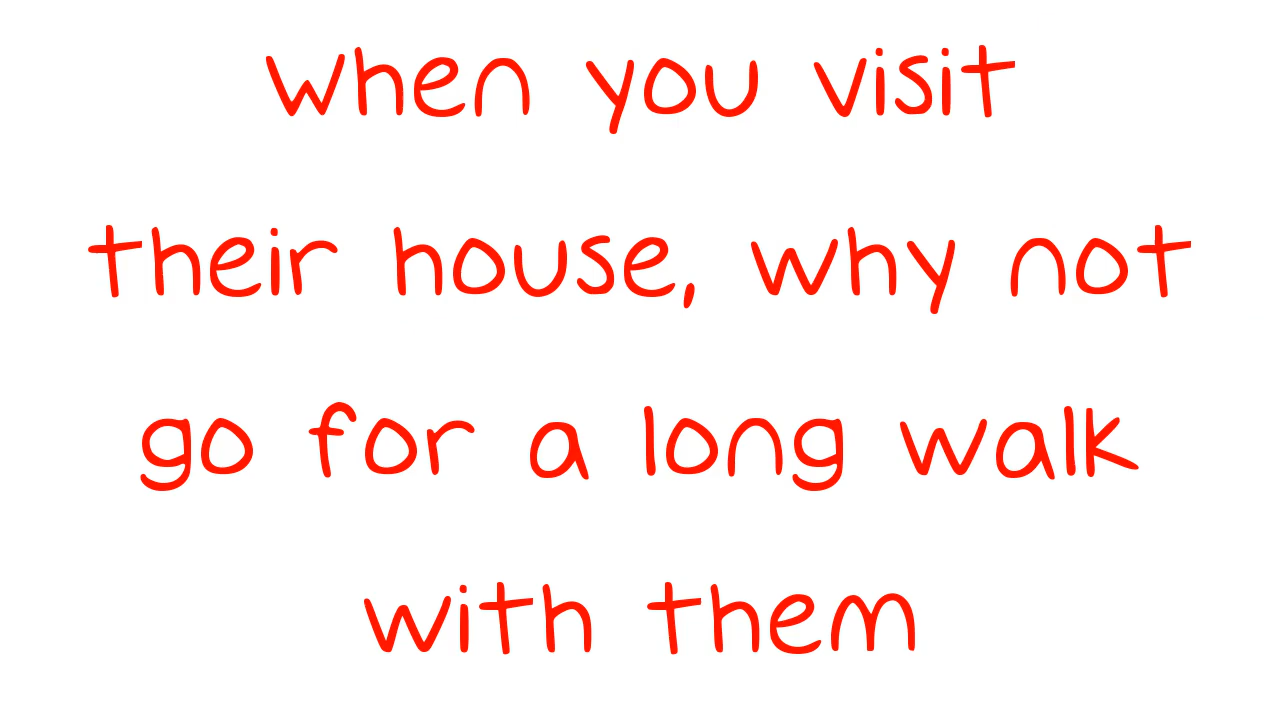 when you visit
their house, why not
go for a long walk
with them